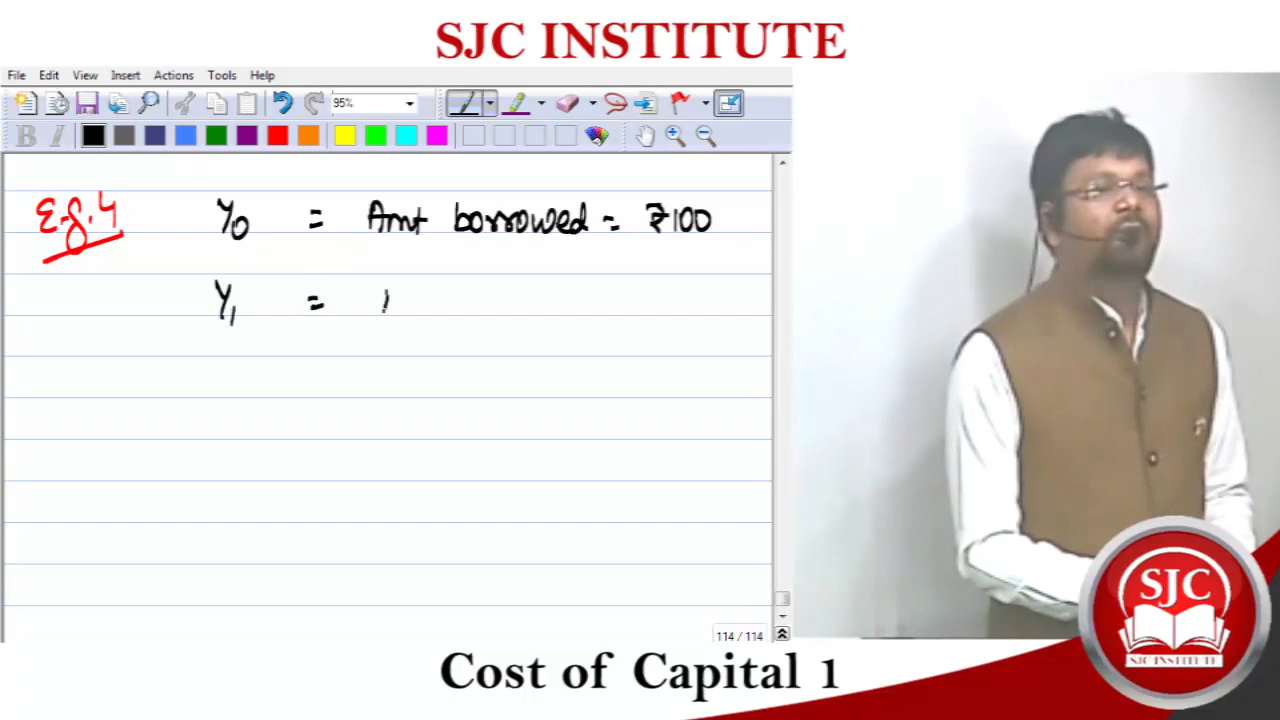 SJC INSTITUTE
File Edit View Insert Actions Tools Help
95%
B I
E.g. 4 Y0 = Amt borrowed = ₹100
Y1 =
114 / 114
SJC
SJC INSTITUTE
Cost of Capital 1